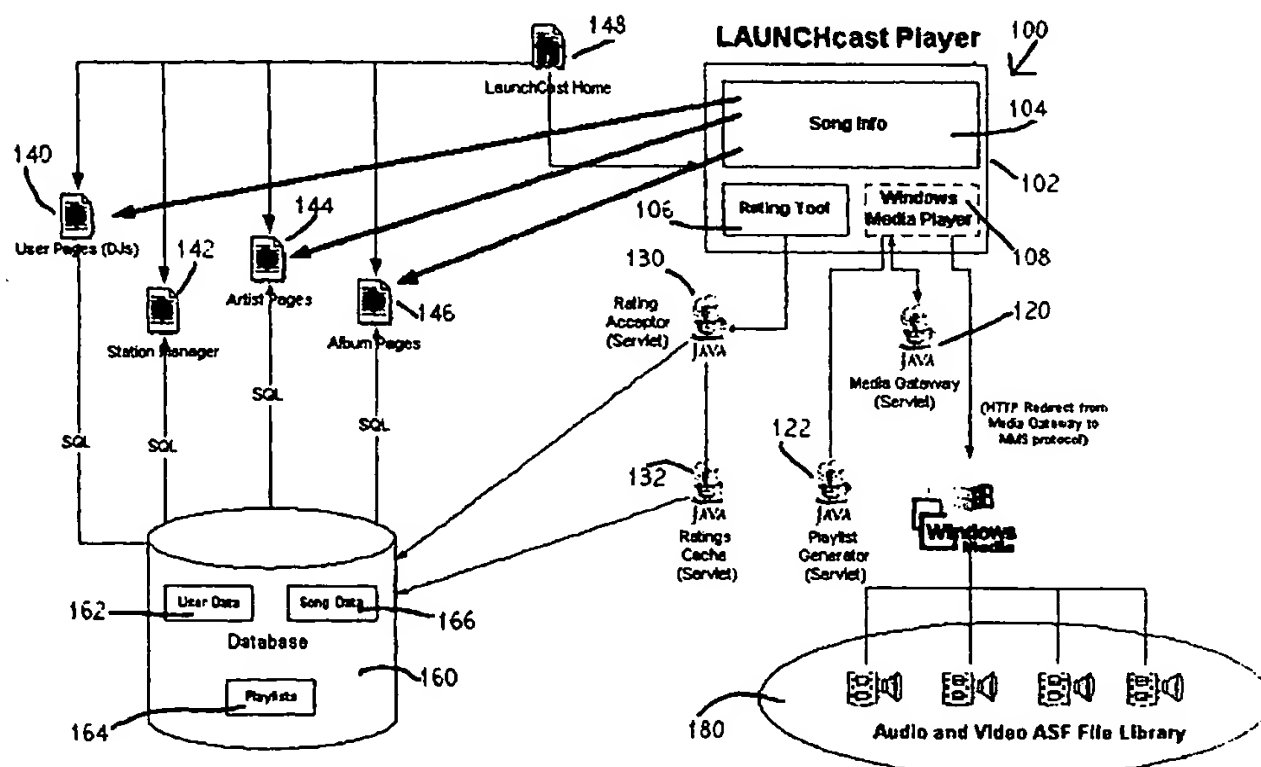 148
LAUNCHcast Player
100
LaunchCast Home
Song Info
104
140
102
144
106
Rating Tool
Windows
Media Player
User Pages (DJs)
142
130
108
Artist Pages
146
Rating
Acceptor
(Servlet)
JAVA
120
JAVA
Station Manager
Album Pages
Media Gateway
(Servlet)
SQL
(HTTP Redirect from
Media Gateway to
MMS protocol)
SQL
SQL
SQL
122
132
JAVA
JAVA
Windows
Media
Ratings
Cache
(Servlet)
Playlist
Generator
(Servlet)
User Data
Song Data
162
166
Database
160
Playlists
164
180
Audio and Video ASF File Library